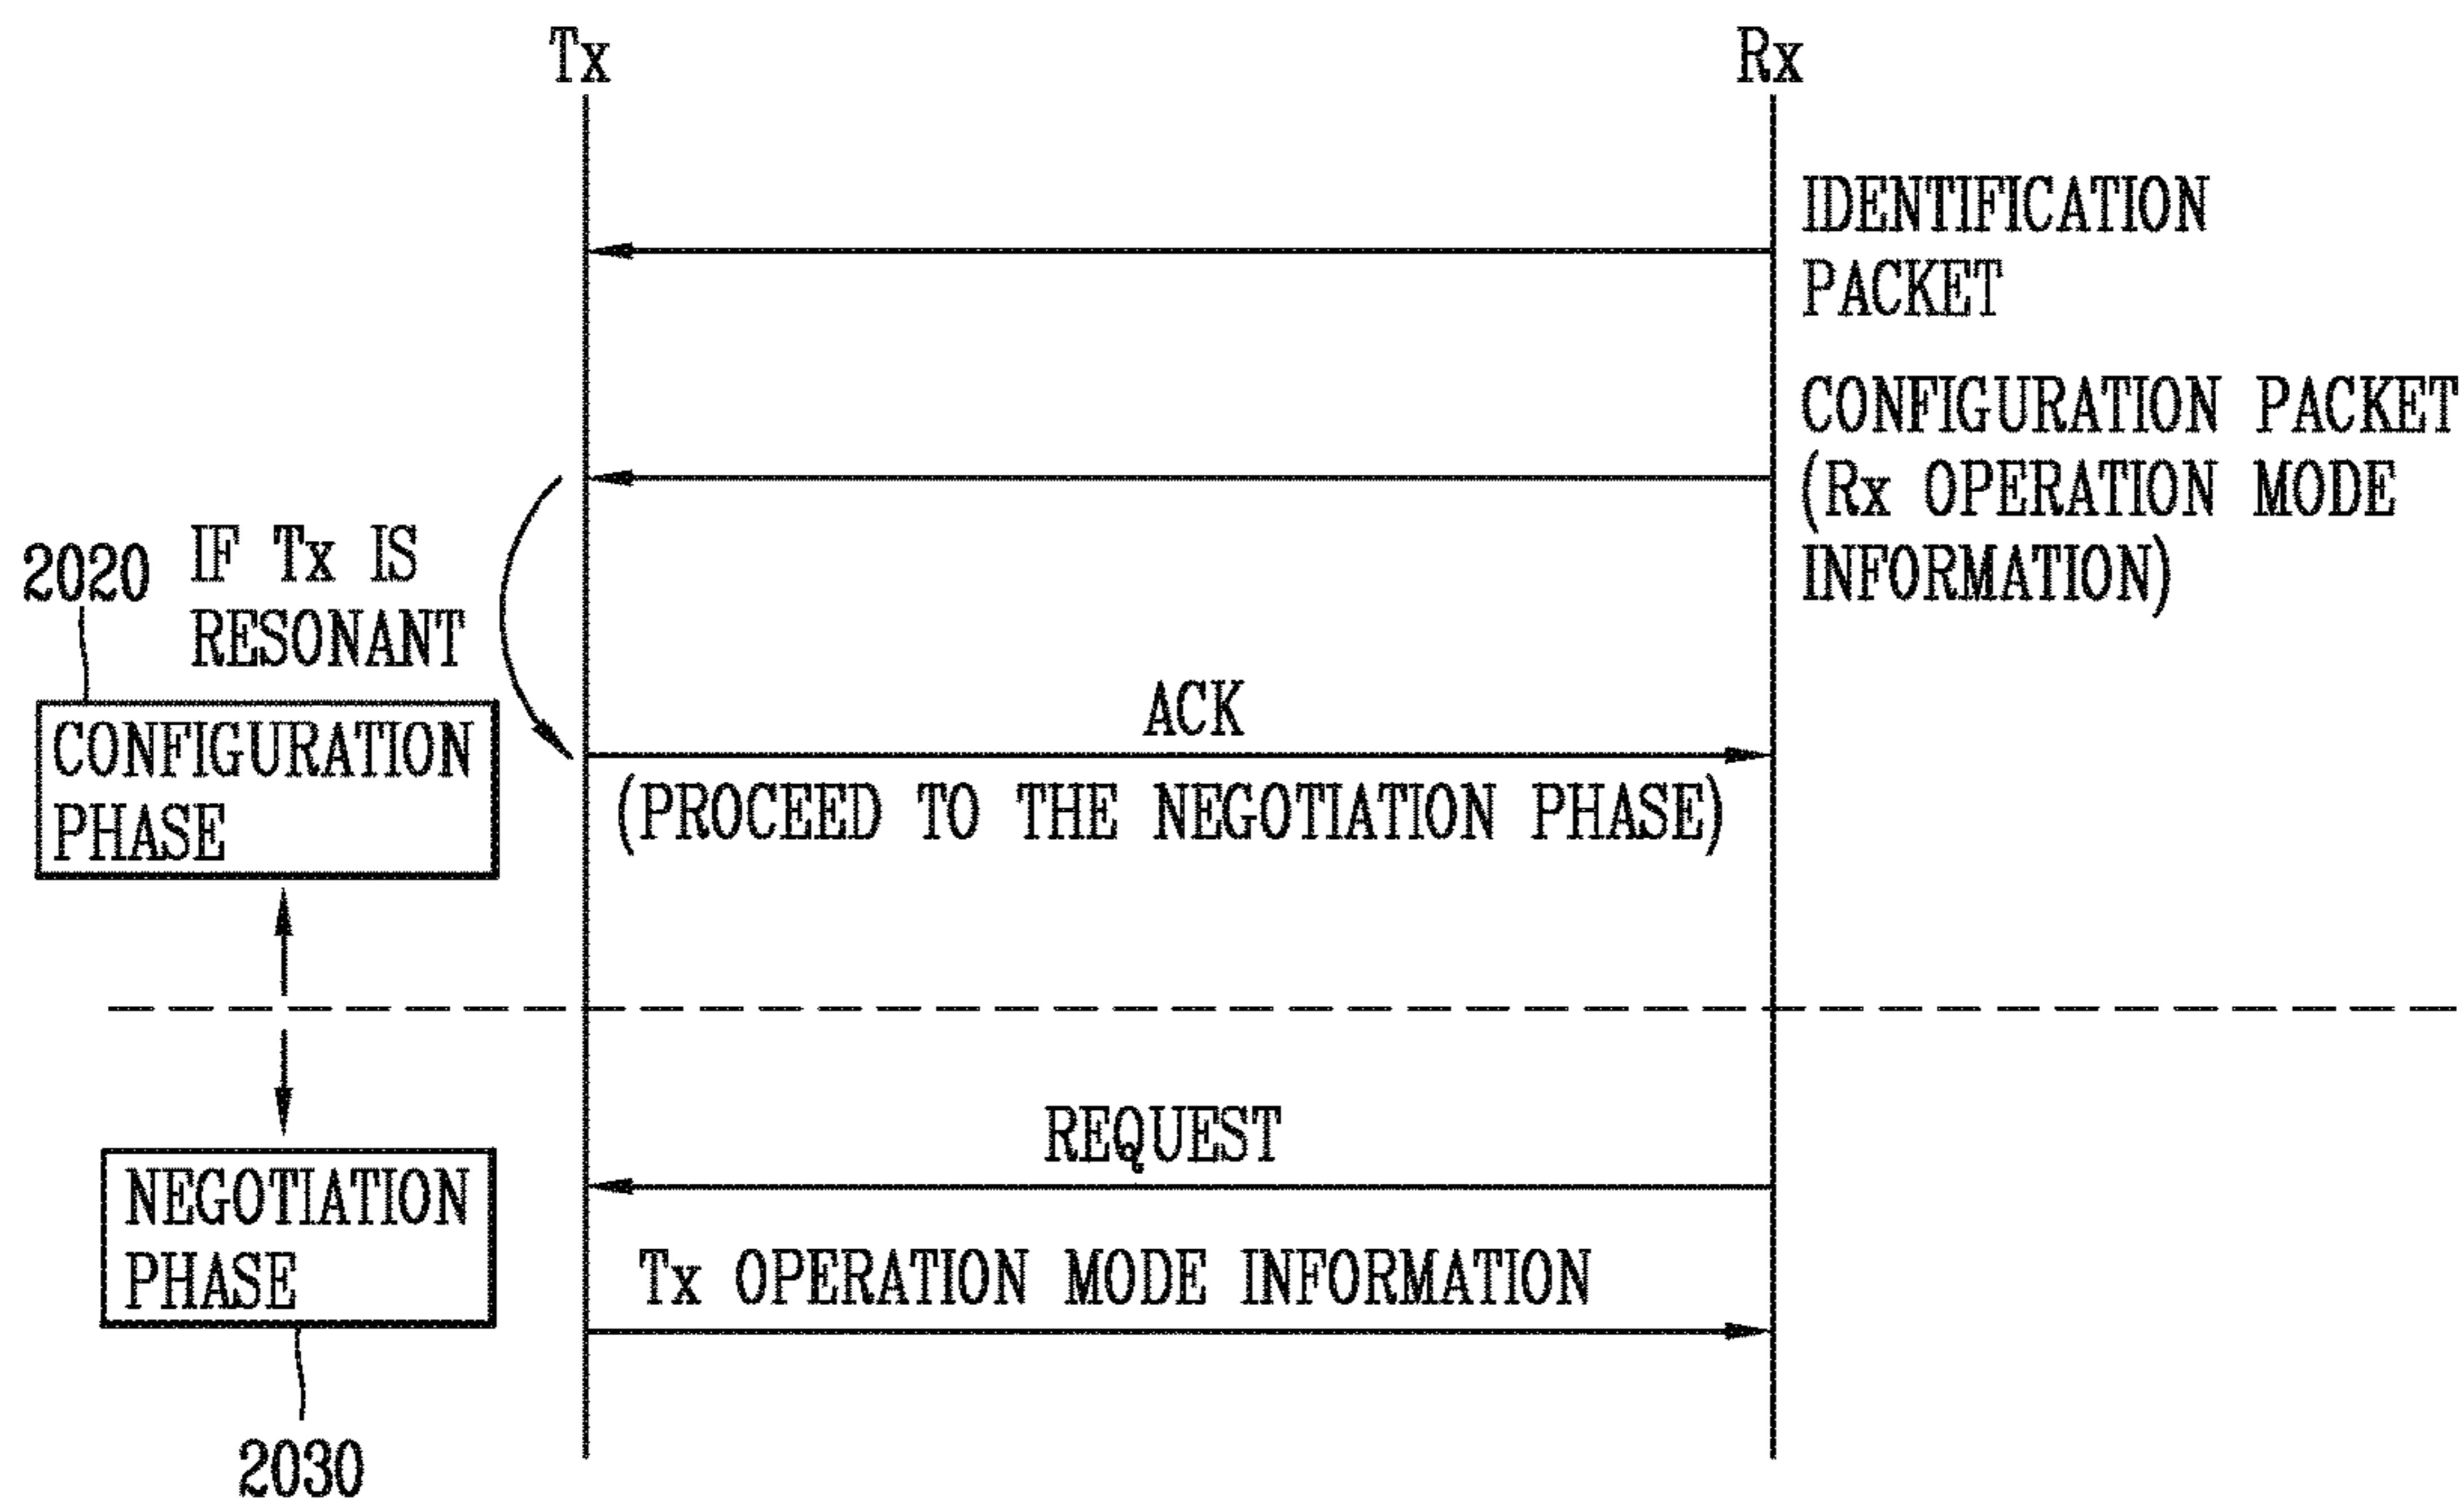 Tx
Rx
IDENTIFICATION
PACKET
CONFIGURATION PACKET
(Rx OPERATION MODE
INFORMATION)
2020
IF Tx IS
RESONANT
CONFIGURATION
PHASE
ACK
(PROCEED TO THE NEGOTIATION PHASE)
REQUEST
NEGOTIATION
PHASE
Tx OPERATION MODE INFORMATION
2030